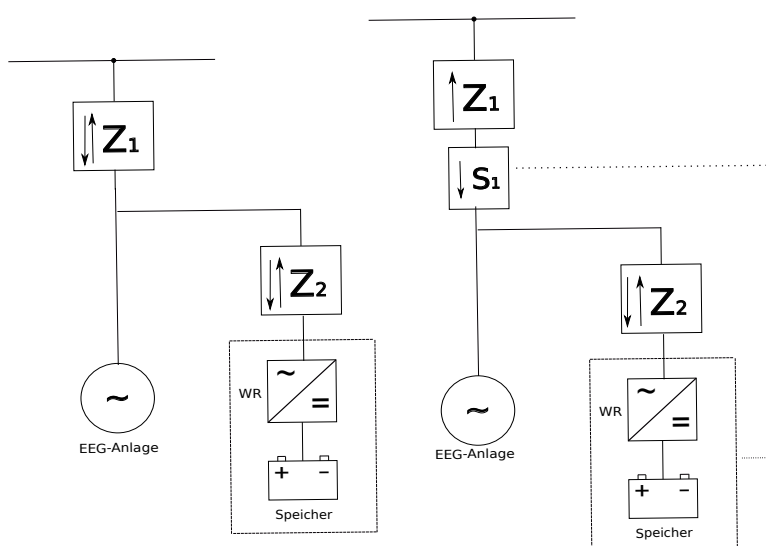 Z1
Z2
~
=
WR
~
EEG-Anlage
+ −
Speicher
Z1
S1
Z2
~
=
WR
~
EEG-Anlage
+ −
Speicher